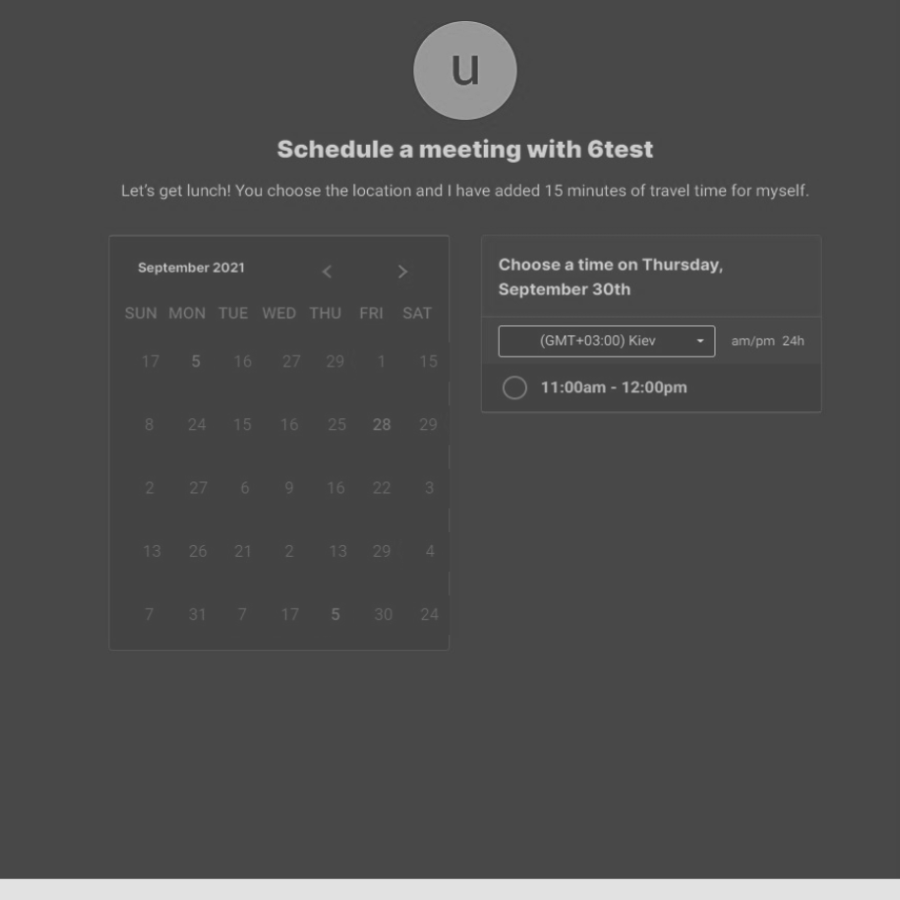 u
Schedule a meeting with 6test
Let's get lunch! You choose the location and I have added 15 minutes of travel time for myself.
September 2021 < >
SUN MON TUE WED THU FRI SAT
17 5 16 27 29 1 15
8 24 15 16 25 28 29
2 27 6 9 16 22 3
13 26 21 2 13 29 4
7 31 7 17 5 30 24
Choose a time on Thursday,
September 30th
(GMT+03:00) Kiev am/pm 24h
11:00am - 12:00pm